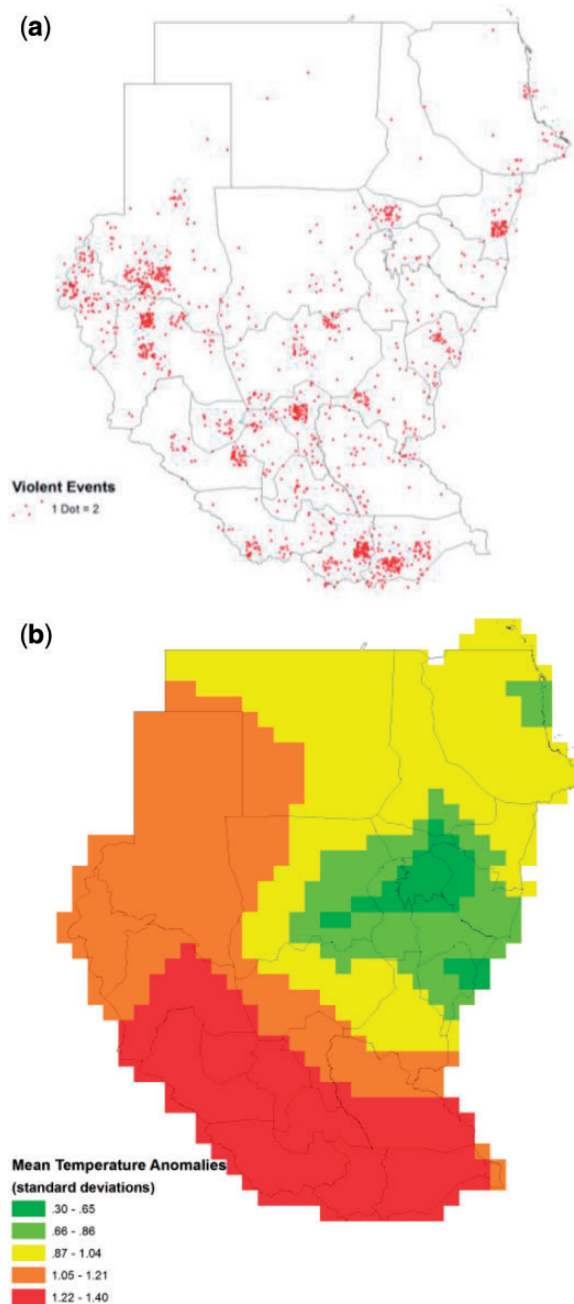 (a)
Violent Events
1 Dot = 2
(b)
Mean Temperature Anomalies
(standard deviations)
.30 - .65
.66 - .86
.87 - 1.04
1.05 - 1.21
1.22 - 1.40